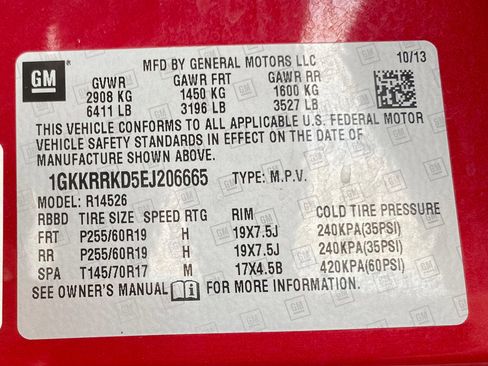 GM
MFD BY GENERAL MOTORS LLC 10/13
GVWR GAWR FRT GAWR RR
2908 KG 1450 KG 1600 KG
6411 LB 3196 LB 3527 LB
THIS VEHICLE CONFORMS TO ALL APPLICABLE U.S. FEDERAL MOTOR
VEHICLE SAFETY STANDARDS IN EFFECT ON THE DATE OF
MANUFACTURE SHOWN ABOVE.
1GKKRRKD5EJ206665 TYPE: M.P.V.
MODEL: R14526
RBBD TIRE SIZE SPEED RTG RIM COLD TIRE PRESSURE
FRT P255/60R19 H 19X7.5J 240KPA(35PSI)
RR P255/60R19 H 19X7.5J 240KPA(35PSI)
SPA T145/70R17 M 17X4.5B 420KPA(60PSI)
SEE OWNER'S MANUAL FOR MORE INFORMATION.